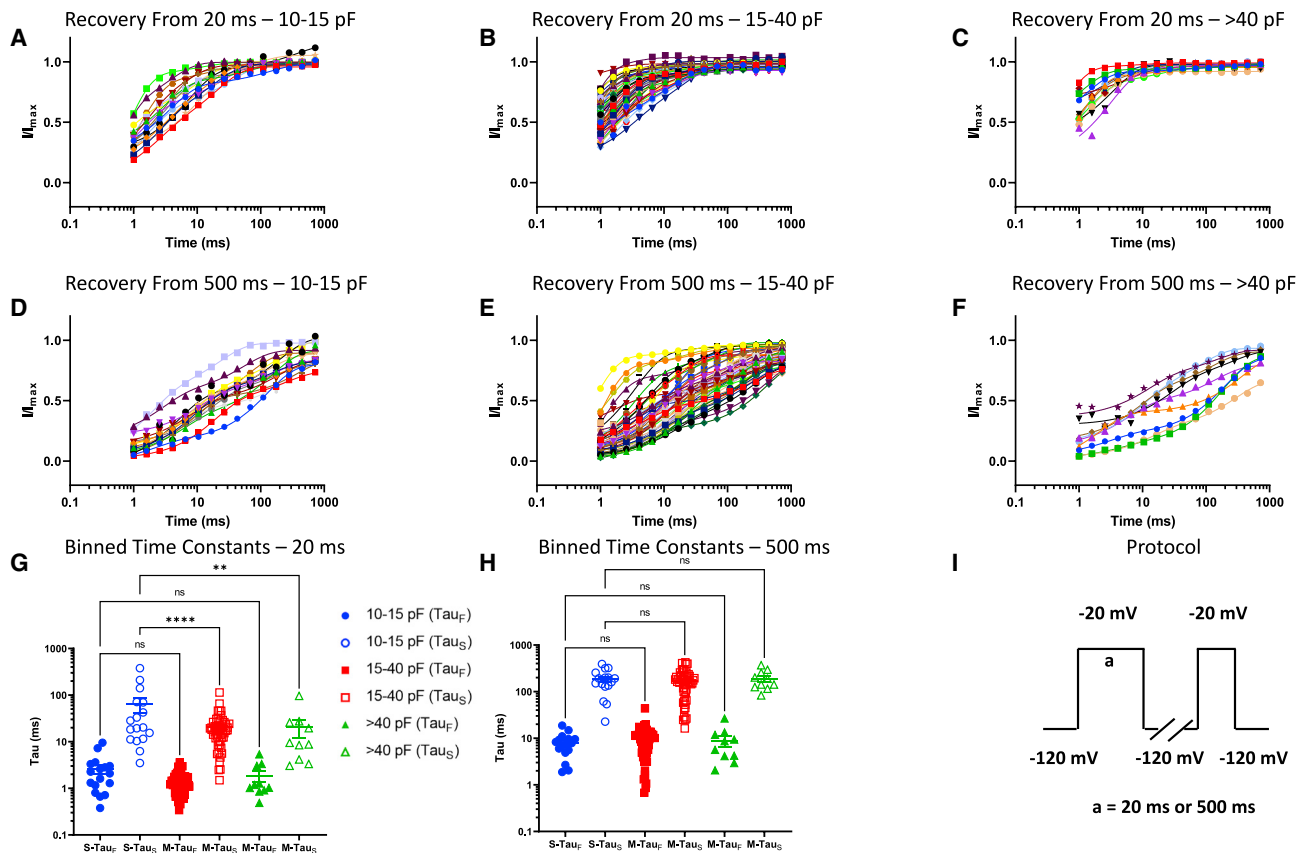 Recovery From 20 ms – 10-15 pF
Recovery From 20 ms – 15-40 pF
Recovery From 20 ms – >40 pF
A
B
C
I/Imax
1.0
0.5
0.0
0.1 1 10 100 1000
Time (ms)
I/Imax
1.0
0.5
0.0
0.1 1 10 100 1000
Time (ms)
I/Imax
1.0
0.5
0.0
0.1 1 10 100 1000
Time (ms)
Recovery From 500 ms – 10-15 pF
Recovery From 500 ms – 15-40 pF
Recovery From 500 ms – >40 pF
D
E
F
I/Imax
1.0
0.5
0.0
0.1 1 10 100 1000
Time (ms)
I/Imax
1.0
0.5
0.0
0.1 1 10 100 1000
Time (ms)
I/Imax
1.0
0.5
0.0
0.1 1 10 100 1000
Time (ms)
Binned Time Constants – 20 ms
Binned Time Constants – 500 ms
Protocol
G
H
I
**
ns
****
ns
Tau (ms)
1000
100
10
1
0.1
S-TauF S-TauS M-TauF M-TauS M-TauF M-TauS
10-15 pF (TauF)
10-15 pF (TauS)
15-40 pF (TauF)
15-40 pF (TauS)
>40 pF (TauF)
>40 pF (TauS)
ns
ns
ns
ns
Tau (ms)
1000
100
10
1
0.1
S-TauF S-TauS M-TauF M-TauS M-TauF M-TauS
-20 mV -20 mV
a
-120 mV -120 mV -120 mV
a = 20 ms or 500 ms